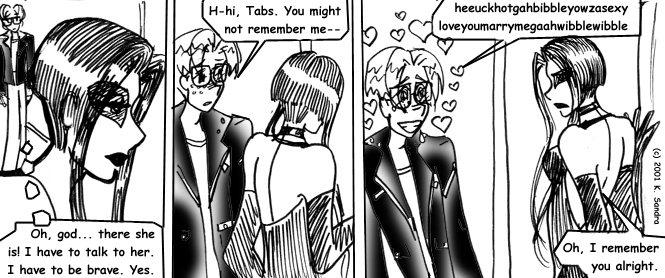 Oh, god... there she
is! I have to talk to her.
I have to be brave. Yes.
H-hi, Tabs. You might
not remember me--
heeuckhotgahbibbleyowzasexy
loveyoumarrymegaahwibblewibble
Oh, I remember
you alright.
(c) 2001 K. Sandra